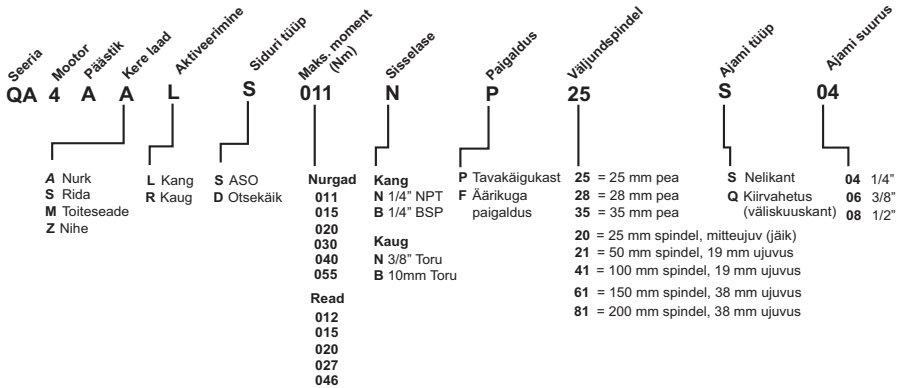 Seeria
Mootor
Päästik
Kere laad
Aktiveerimine
Siduri tüüp
Maks. moment
(Nm)
Sisselase
Paigaldus
Väljundspindel
Ajami tüüp
Ajami suurus
QA 4 A A L S 011 N P 25 S 04
A Nurk
S Rida
M Toiteseade
Z Nihe
L Kang
R Kaug
S ASO
D Otsekäik
Nurgad
011
015
020
030
040
055
Read
012
015
020
027
046
Kang
N 1/4” NPT
B 1/4” BSP
Kaug
N 3/8” Toru
B 10mm Toru
P Tavakäigukast
F Äärikuga
paigaldus
25 = 25 mm pea
28 = 28 mm pea
35 = 35 mm pea
20 = 25 mm spindel, mitteujuv (jäik)
21 = 50 mm spindel, 19 mm ujuvus
41 = 100 mm spindel, 19 mm ujuvus
61 = 150 mm spindel, 38 mm ujuvus
81 = 200 mm spindel, 38 mm ujuvus
S Nelikant
Q Kiirvahetus
(väliskuuskant)
04 1/4”
06 3/8”
08 1/2”